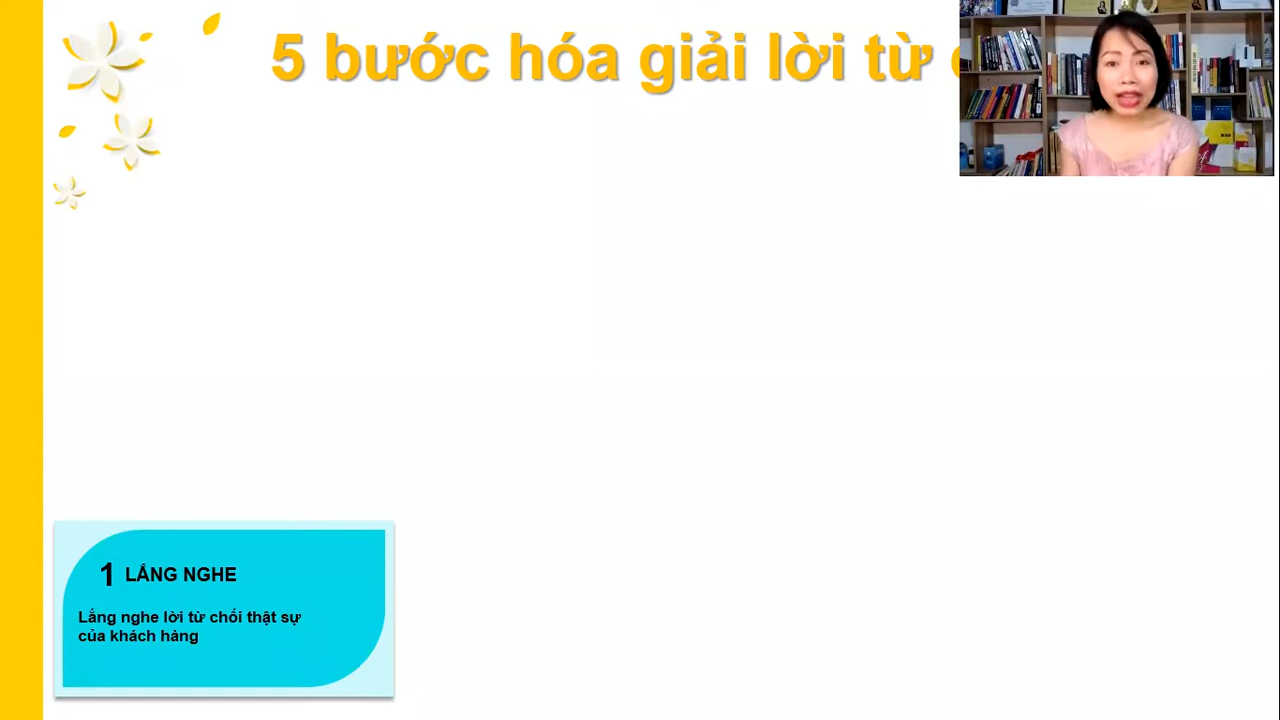 5 bước hóa giải lời từ
1 LẮNG NGHE
Lắng nghe lời từ chối thật sự
của khách hàng